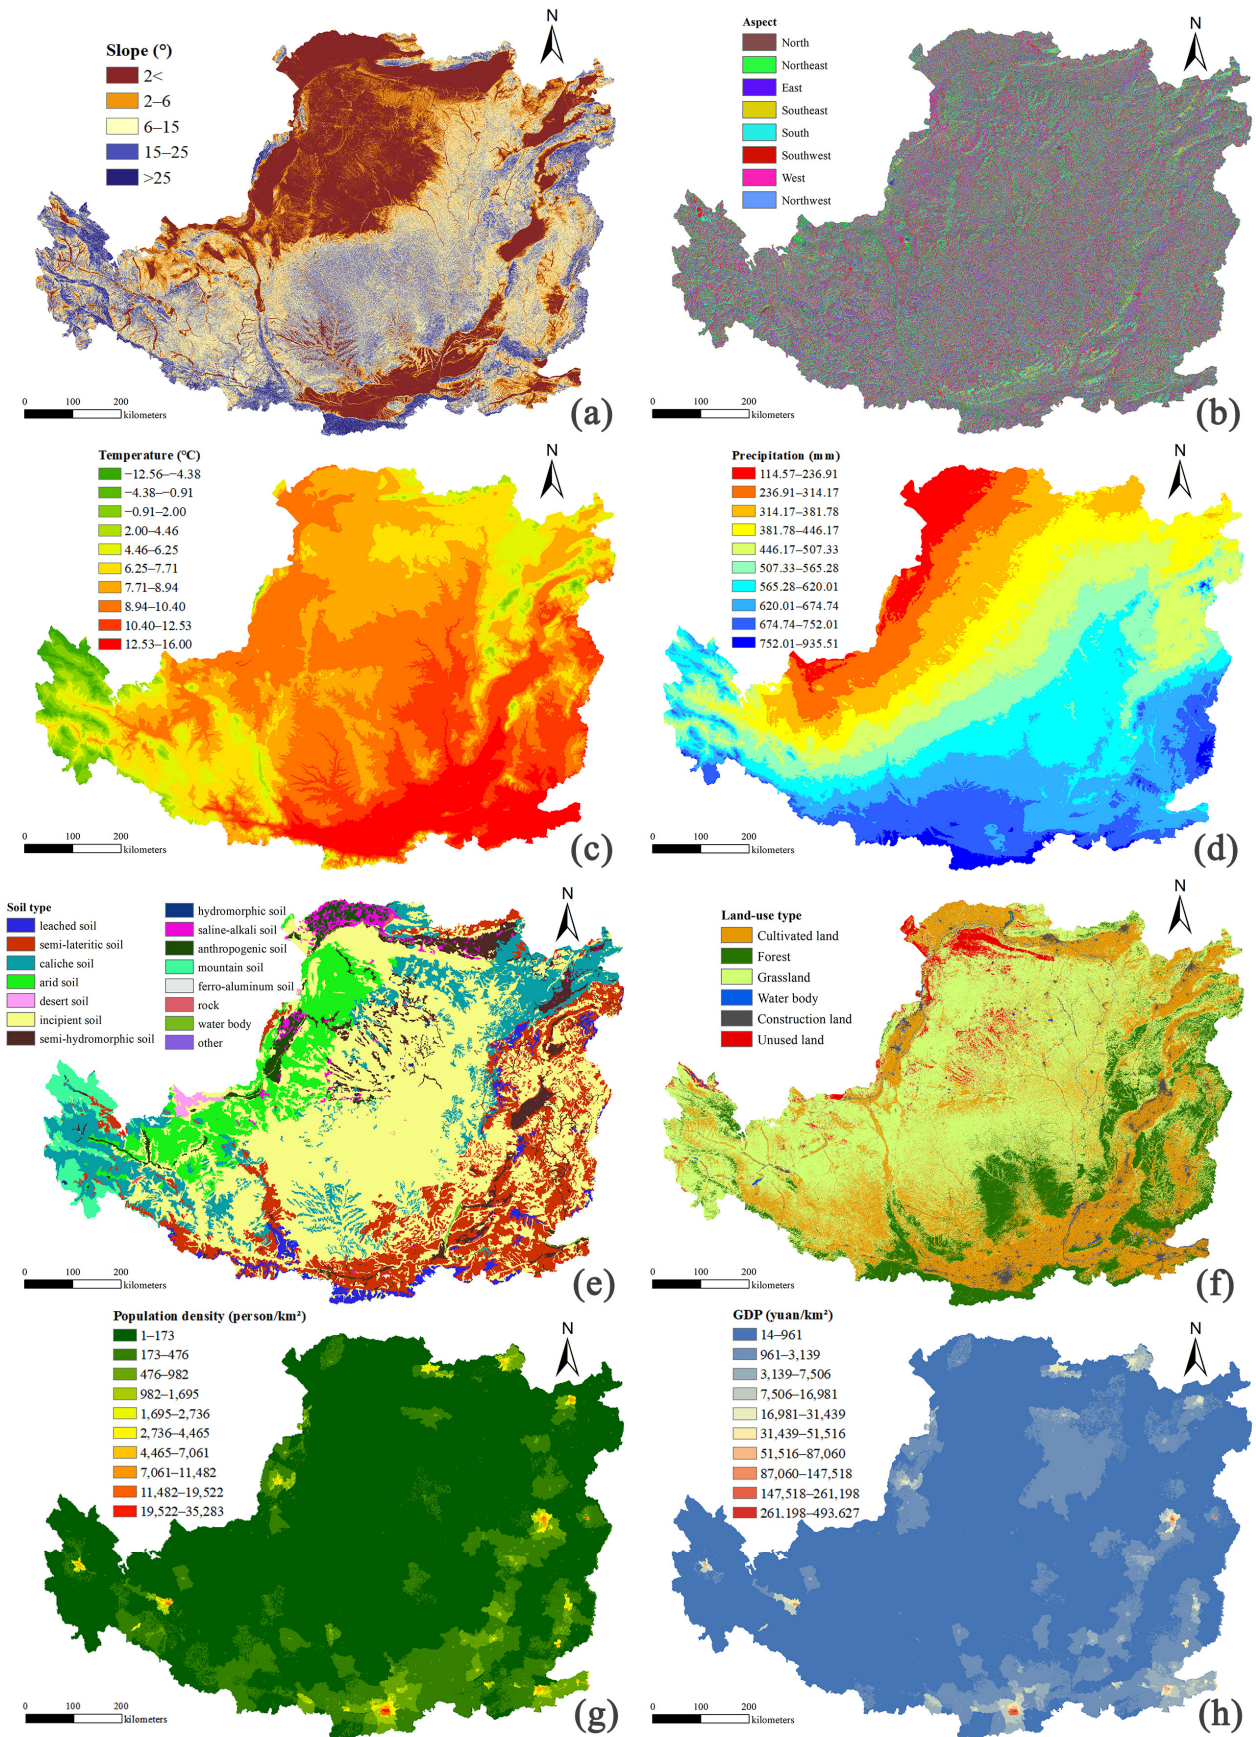 N
Slope (°)
2<
2–6
6–15
15–25
>25
0 100 200
kilometers
(a)
Aspect
N
North
Northeast
East
Southeast
South
Southwest
West
Northwest
0 100 200
kilometers
(b)
Temperature (°C)
N
−12.56–−4.38
−4.38–−0.91
−0.91–2.00
2.00–4.46
4.46–6.25
6.25–7.71
7.71–8.94
8.94–10.40
10.40–12.53
12.53–16.00
0 100 200
kilometers
(c)
Precipitation (mm)
N
114.57–236.91
236.91–314.17
314.17–381.78
381.78–446.17
446.17–507.33
507.33–565.28
565.28–620.01
620.01–674.74
674.74–752.01
752.01–935.51
0 100 200
kilometers
(d)
Soil type
N
leached soil
semi-lateritic soil
caliche soil
arid soil
desert soil
incipient soil
semi-hydromorphic soil
hydromorphic soil
saline-alkali soil
anthropogenic soil
mountain soil
ferro-aluminum soil
rock
water body
other
0 100 200
kilometers
(e)
Land-use type
N
Cultivated land
Forest
Grassland
Water body
Construction land
Unused land
0 100 200
kilometers
(f)
Population density (person/km²)
N
1–173
173–476
476–982
982–1,695
1,695–2,736
2,736–4,465
4,465–7,061
7,061–11,482
11,482–19,522
19,522–35,283
0 100 200
kilometers
(g)
GDP (yuan/km²)
N
14–961
961–3,139
3,139–7,506
7,506–16,981
16,981–31,439
31,439–51,516
51,516–87,060
87,060–147,518
147,518–261,198
261.198–493.627
0 100 200
kilometers
(h)